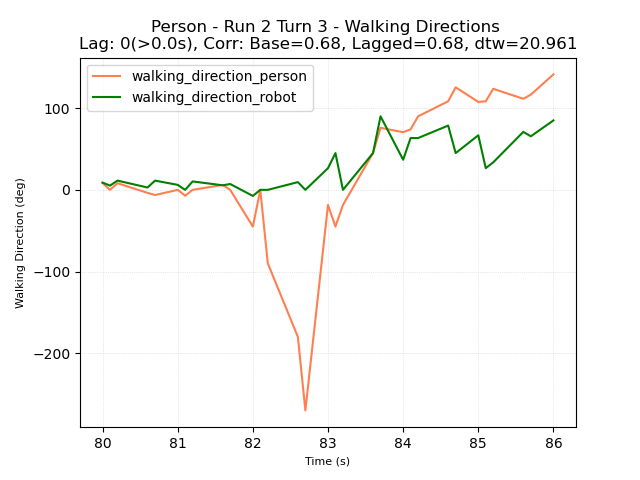 Person - Run 2 Turn 3 - Walking Directions
Lag: 0(>0.0s), Corr: Base=0.68, Lagged=0.68, dtw=20.961
walking_direction_person
walking_direction_robot
100
0
−100
−200
Walking Direction (deg)
80 81 82 83 84 85 86
Time (s)